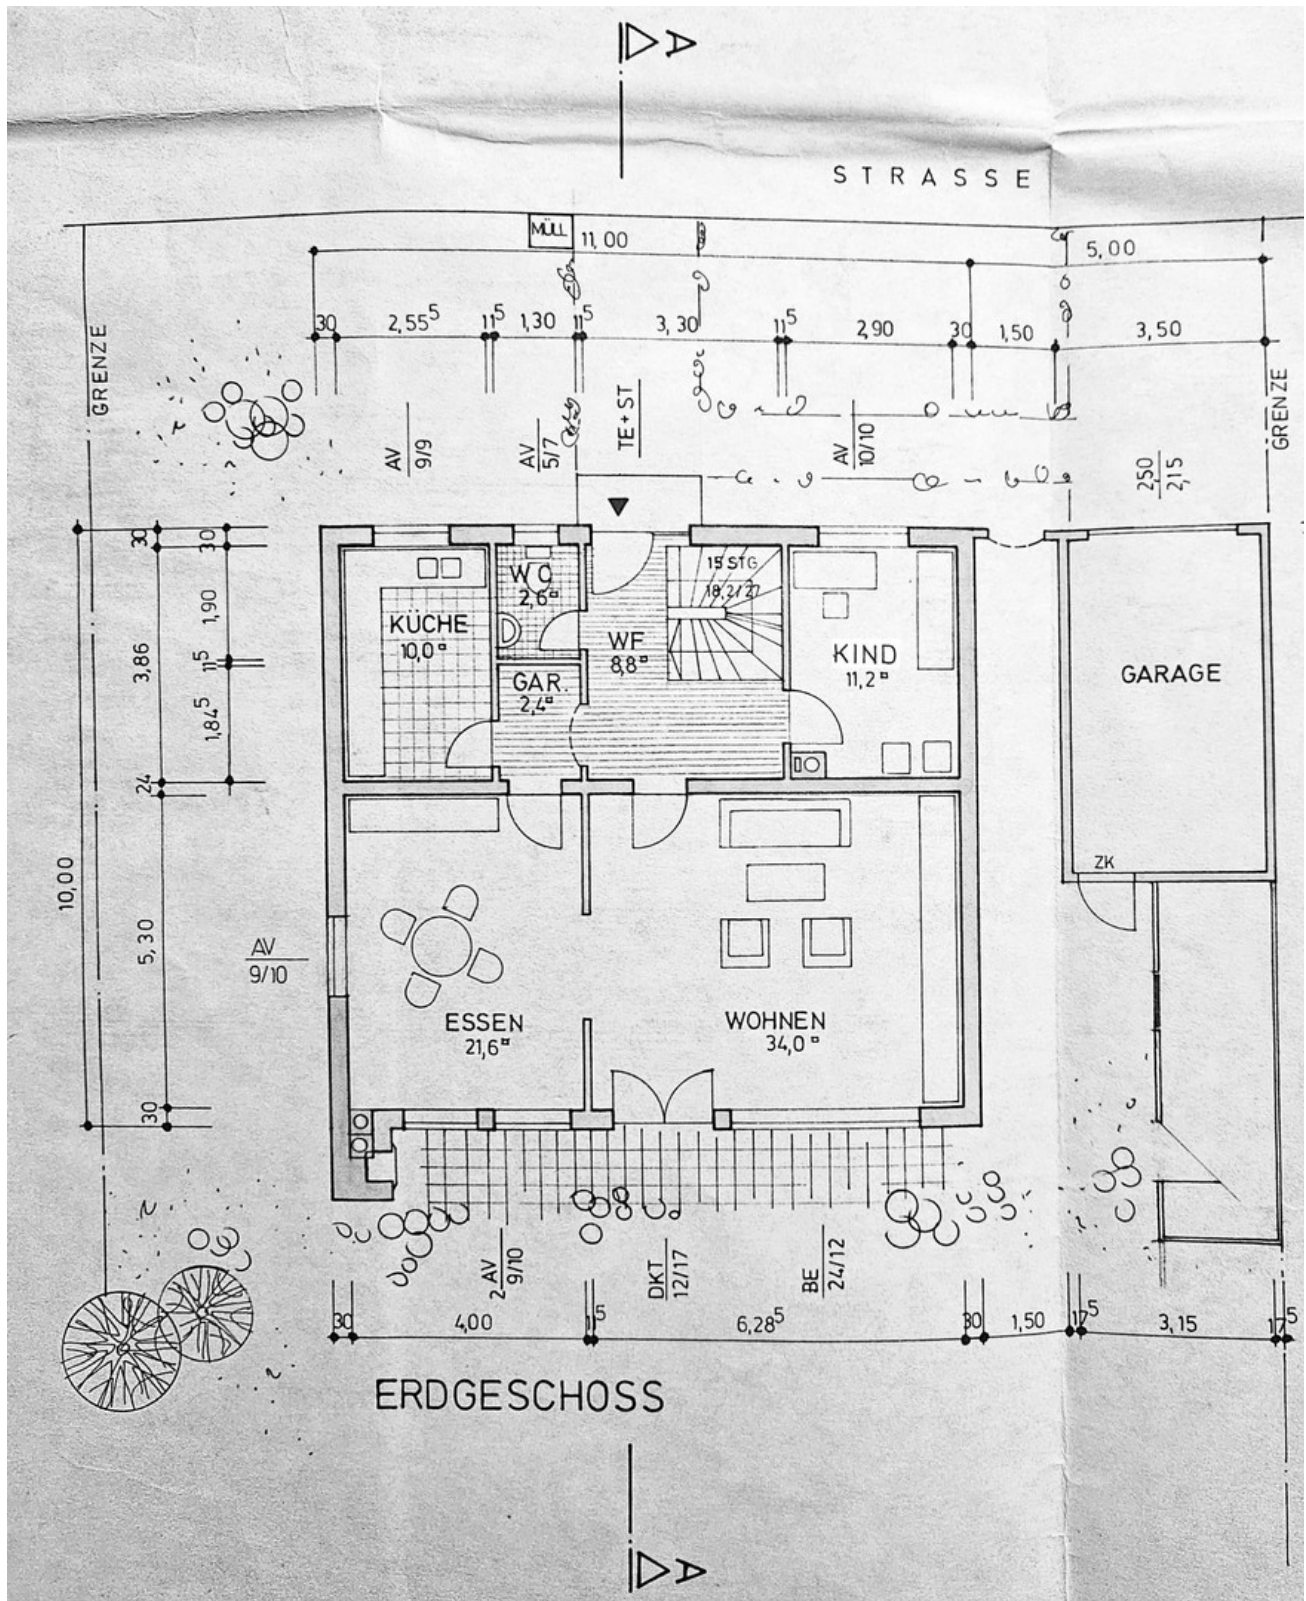 A
STRASSE
MÜLL
11,00
5,00
30
2,55⁵
11⁵
1,30
11⁵
3,30
11⁵
2,90
30
1,50
3,50
GRENZE
GRENZE
AV
9/9
AV
5/7
TE+ST
AV
10/10
250
2,15
30
30
1,90
3,86
11⁵
1,84⁵
24
10,00
5,30
30
WC
2,6
15 STG
18,2/27
KÜCHE
10,0
WF
8,8
KIND
11,2
GAR.
2,4
GARAGE
ZK
AV
9/10
ESSEN
21,6
WOHNEN
34,0
2 AV
9/10
DKT
12/17
BE
24/12
30
4,00
11⁵
6,28⁵
30
1,50
17⁵
3,15
17⁵
ERDGESCHOSS
A